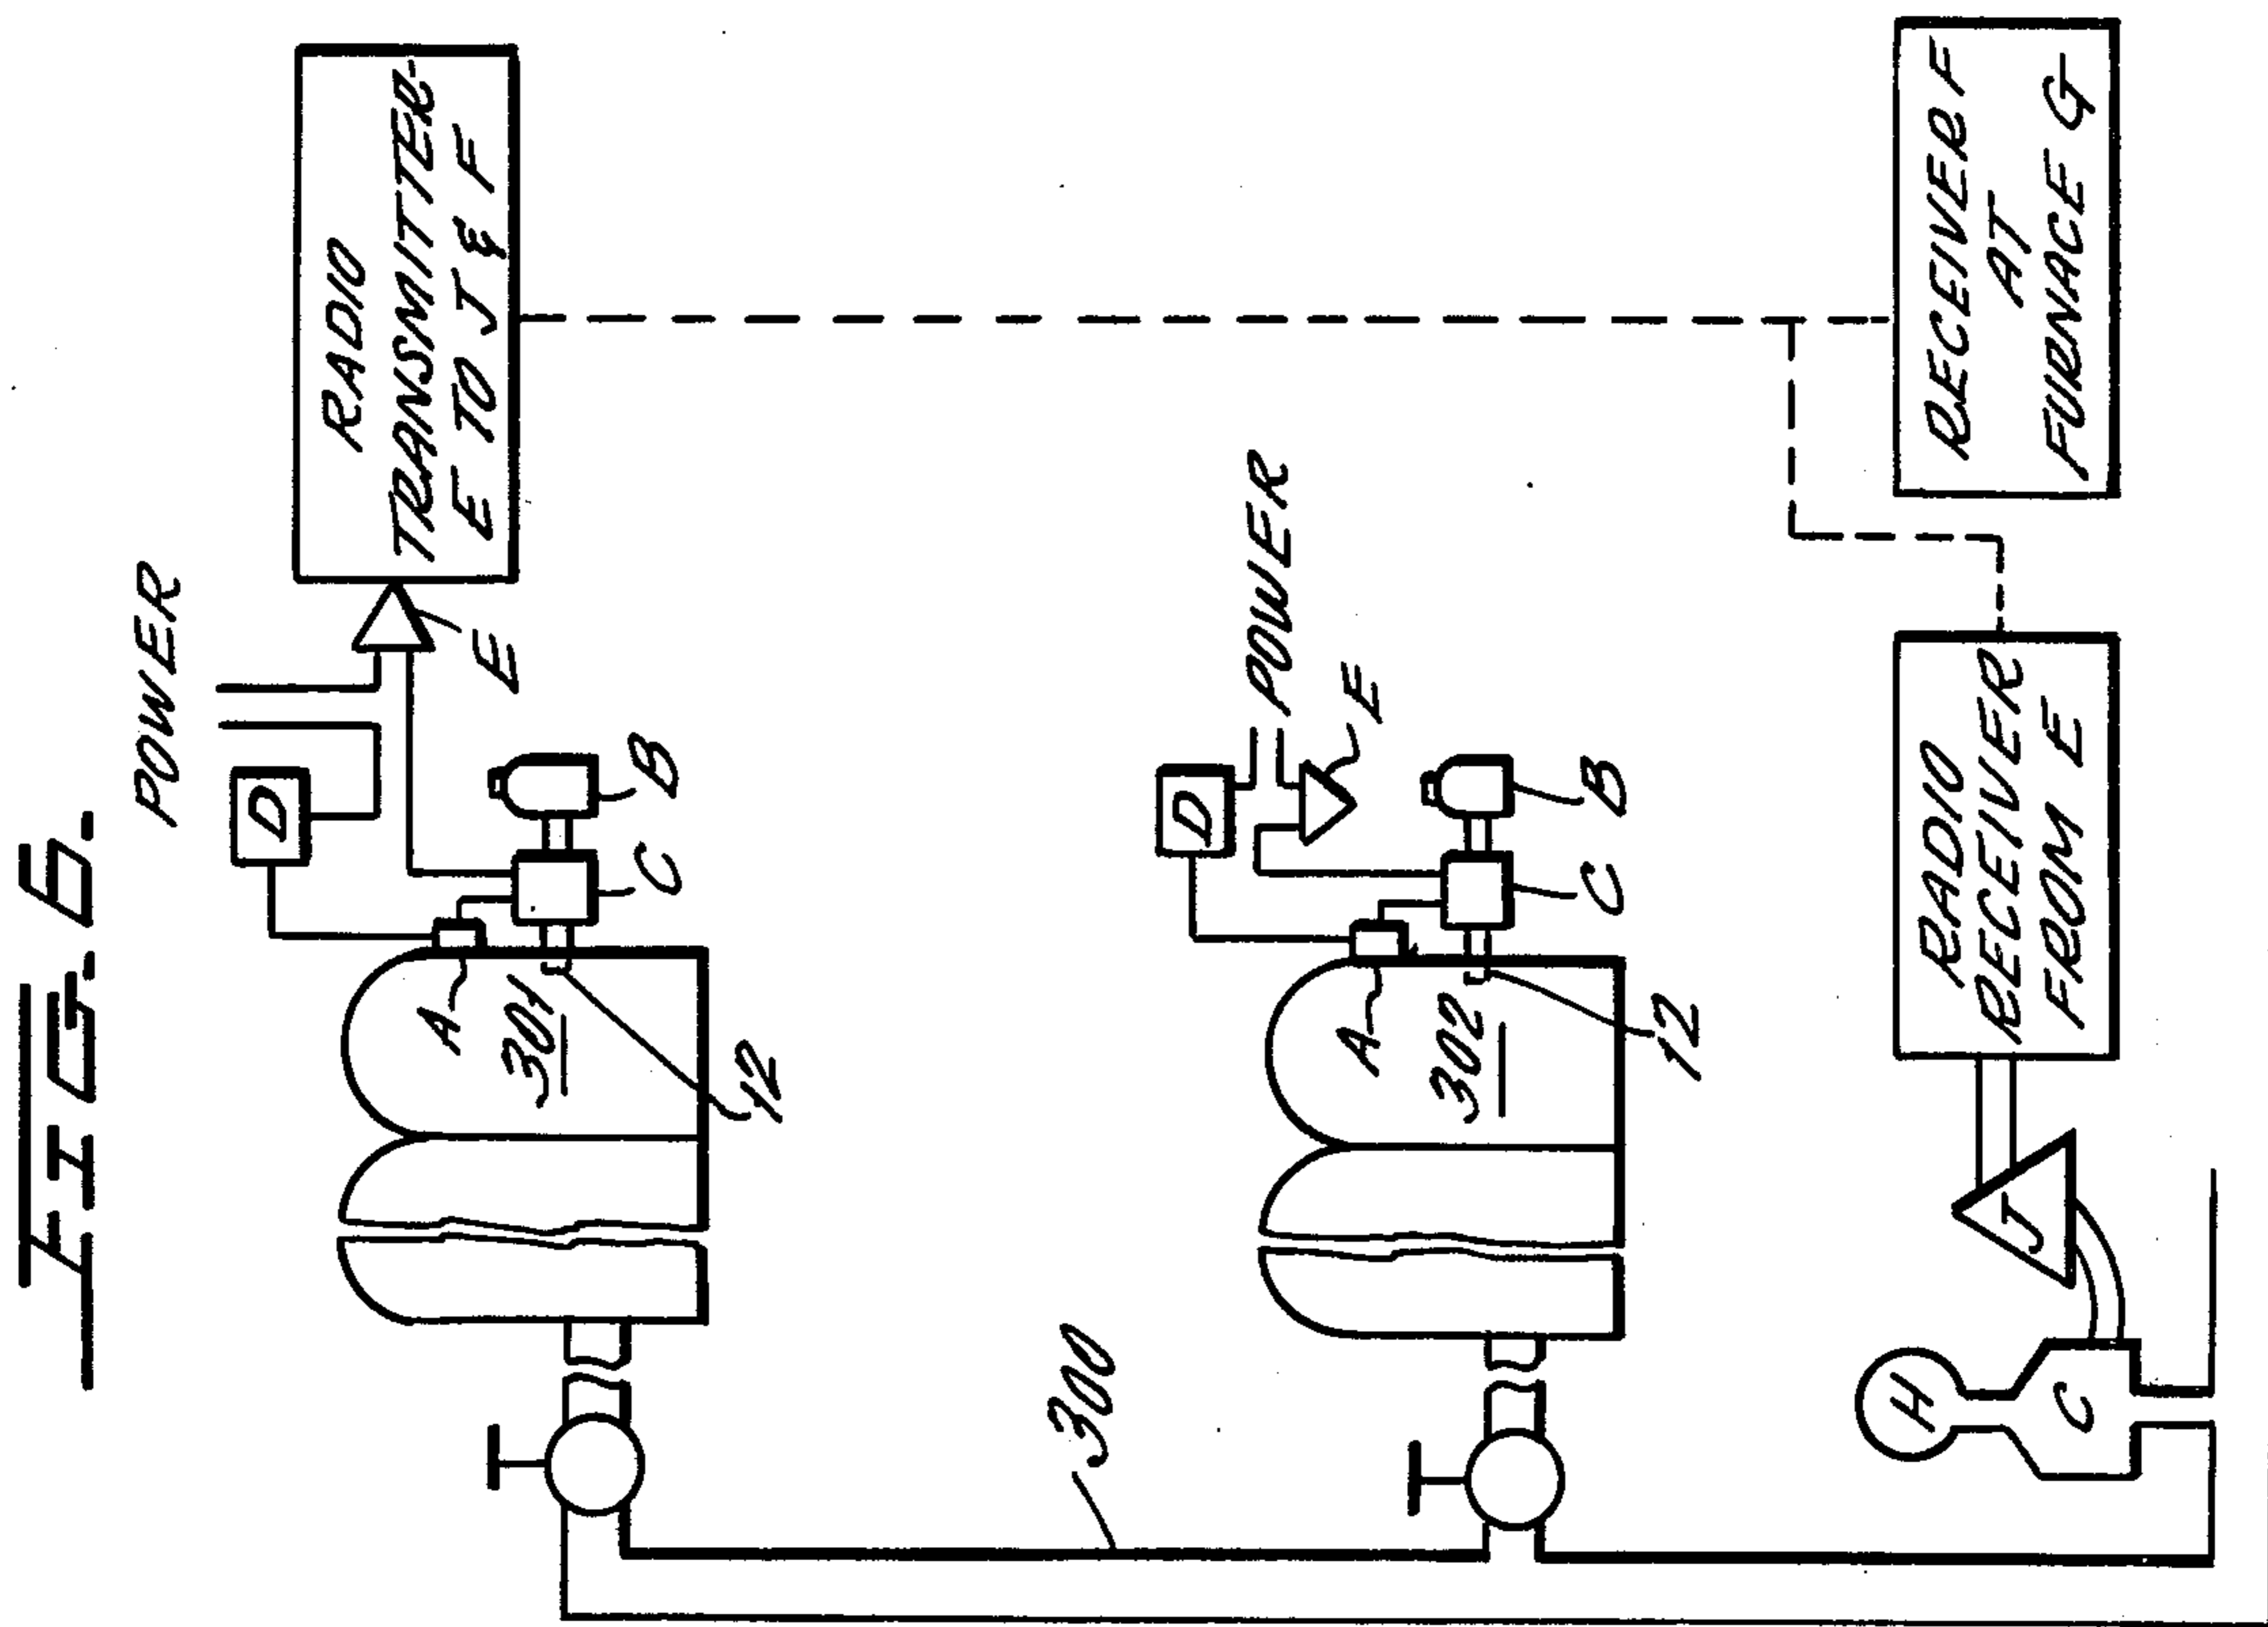 FIG. 6.
POWER
D
E
RADIO
TRANSMITTER-
E TO J & F
A
301
C
B
12
300
D
POWER
E
A
302
C
B
12
H
C
J
RADIO
RECEIVER
FROM E
RECEIVER F
AT
FURNACE G